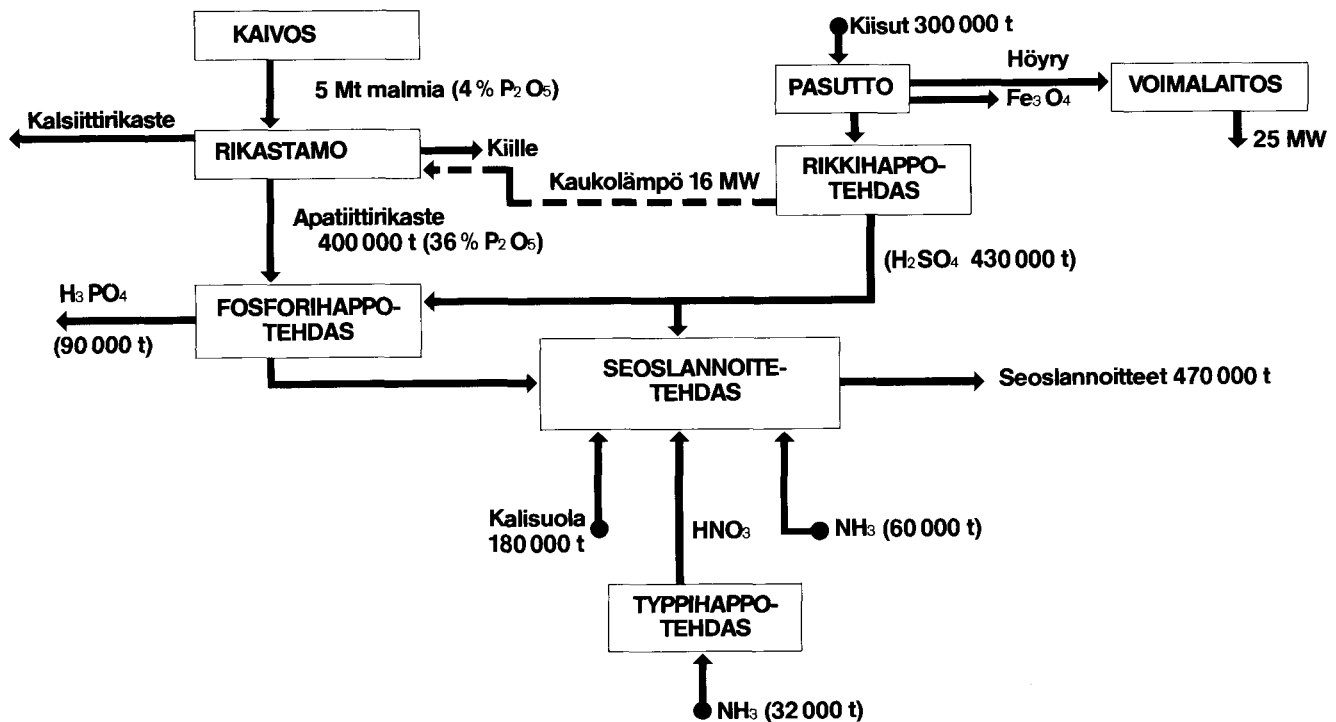 KAIVOS
5 Mt malmia (4 % P₂O₅)
Kalsiittirikaste
RIKASTAMO
Kiille
Apatiittirikaste
400 000 t (36 % P₂O₅)
H₃PO₄
(90 000 t)
FOSFORIHAPPO-
TEHDAS
Kiisut 300 000 t
PASUTTO
Höyry
Fe₃O₄
VOIMALAITOS
25 MW
RIKKIHAPPO-
TEHDAS
Kaukolämpö 16 MW
(H₂SO₄ 430 000 t)
SEOSLANNOITE-
TEHDAS
Seoslannoitteet 470 000 t
Kalisuola
180 000 t
HNO₃
NH₃ (60 000 t)
TYPPIHAPPO-
TEHDAS
NH₃ (32 000 t)